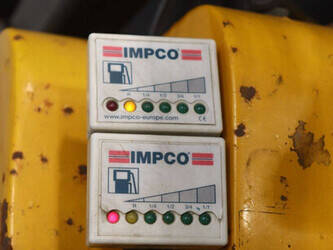 IMPCO®
R 1/4 1/2 3/4 1/1
www.impco-europe.com
IMPCO®
R 1/4 1/2 3/4 1/1